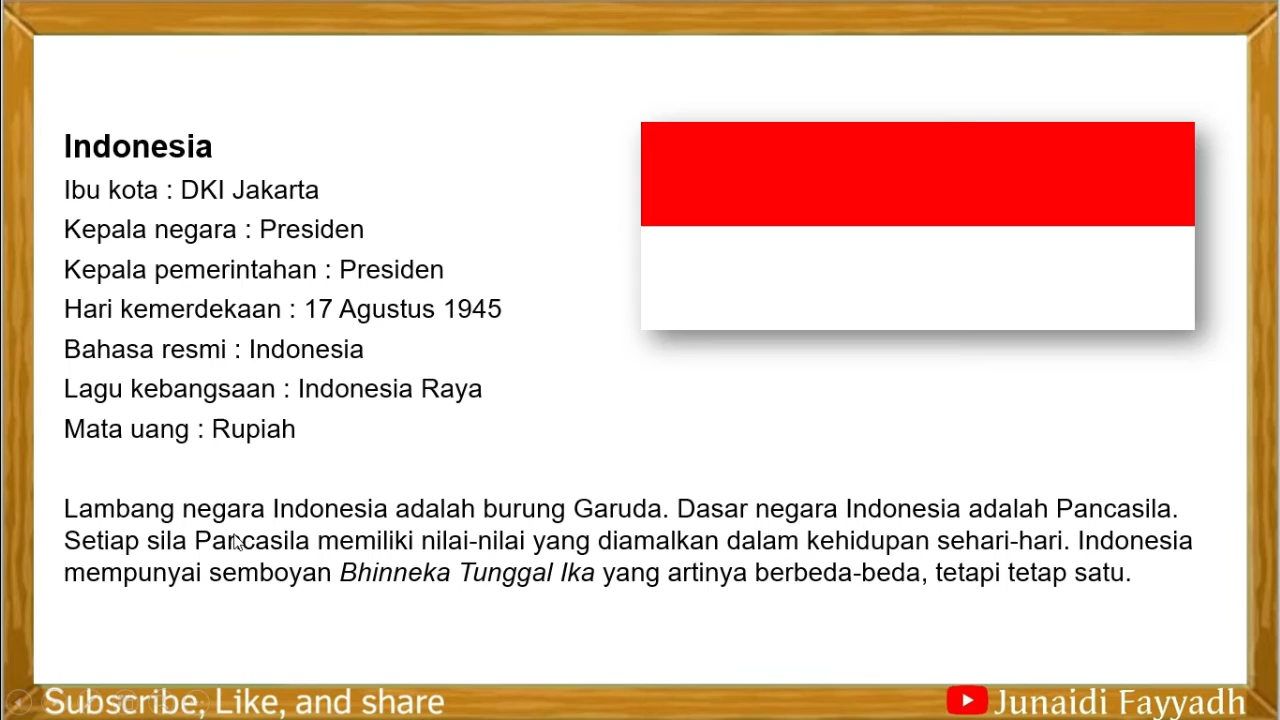 Indonesia
Ibu kota : DKI Jakarta
Kepala negara : Presiden
Kepala pemerintahan : Presiden
Hari kemerdekaan : 17 Agustus 1945
Bahasa resmi : Indonesia
Lagu kebangsaan : Indonesia Raya
Mata uang : Rupiah
Lambang negara Indonesia adalah burung Garuda. Dasar negara Indonesia adalah Pancasila.
Setiap sila Pancasila memiliki nilai-nilai yang diamalkan dalam kehidupan sehari-hari. Indonesia
mempunyai semboyan Bhinneka Tunggal Ika yang artinya berbeda-beda, tetapi tetap satu.
Subscribe, Like, and share
Junaidi Fayyadh